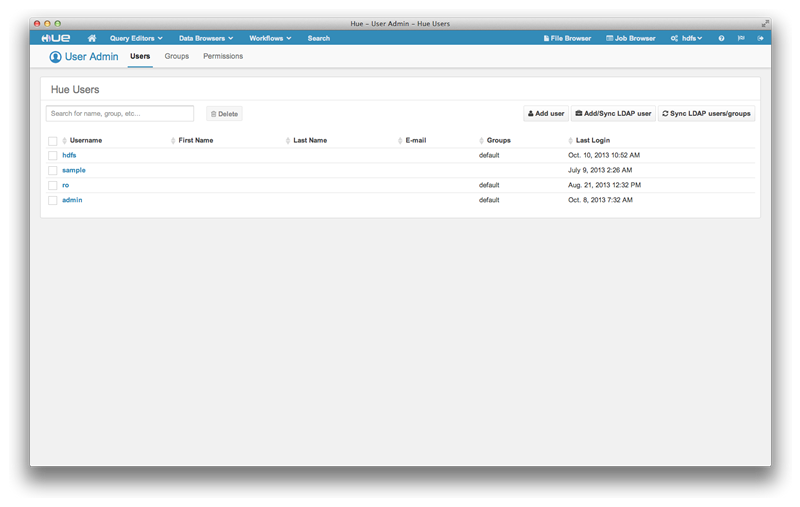 Hue – User Admin – Hue Users
HUE Query Editors Data Browsers Workflows Search File Browser Job Browser hdfs
User Admin Users Groups Permissions
Hue Users
Search for name, group, etc... Delete Add user Add/Sync LDAP user Sync LDAP users/groups
Username First Name Last Name E-mail Groups Last Login
hdfs default Oct. 10, 2013 10:52 AM
sample July 9, 2013 2:26 AM
ro default Aug. 21, 2013 12:32 PM
admin default Oct. 8, 2013 7:32 AM